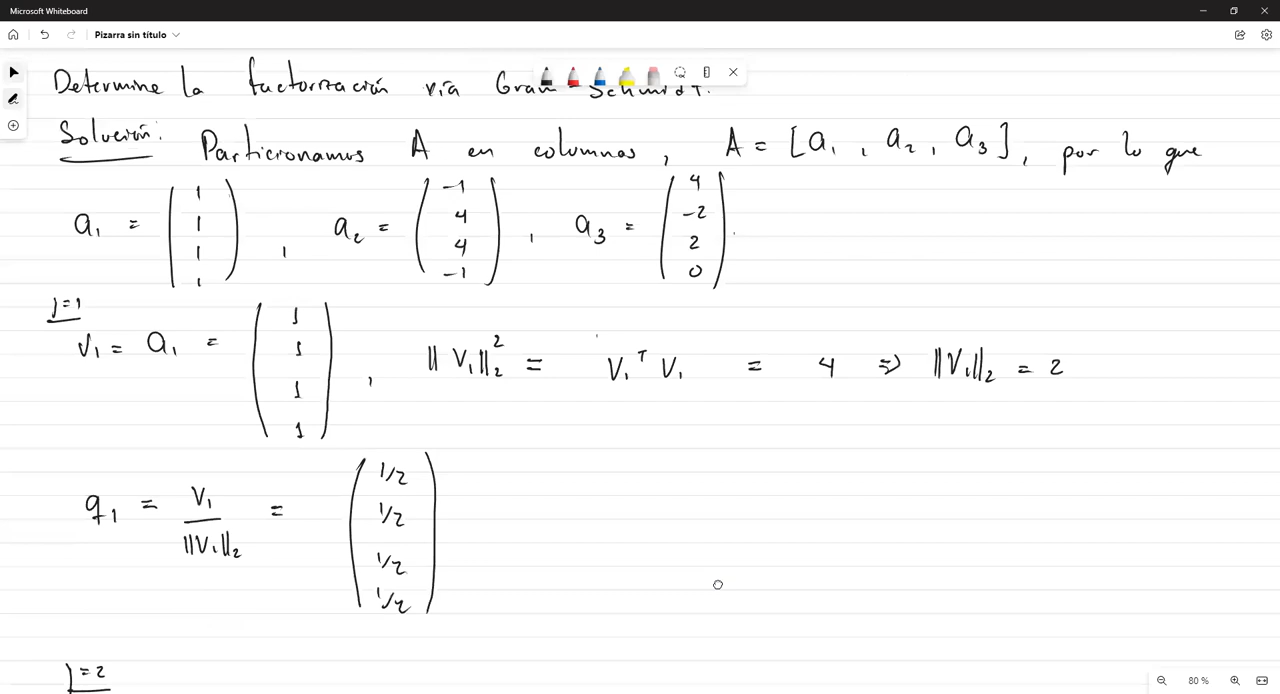 Microsoft Whiteboard
Pizarra sin título
Determine la factorización vía Gram-Schmidt.
Solución: Particionamos A en columnas, A = [a₁, a₂, a₃], por lo que
a₁ = (1 1 1 1), a₂ = (-1 4 4 -1), a₃ = (4 -2 2 0).
j=1
V₁ = a₁ = (1 1 1 1), ||V₁||₂² = V₁ᵀ V₁ = 4 ⇒ ||V₁||₂ = 2
q₁ = V₁ / ||V₁||₂ = (1/2 1/2 1/2 1/2)
j=2
80 %